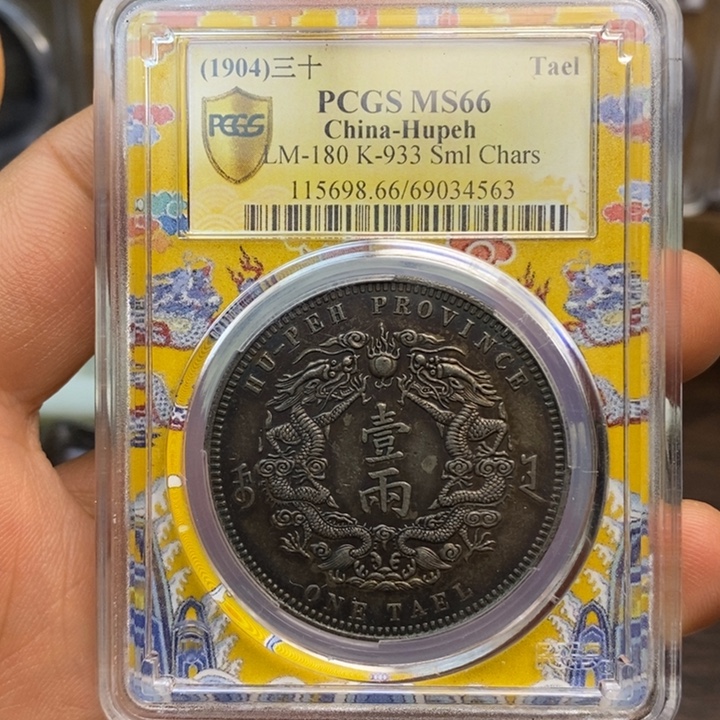 (1904)三十 Tael
PCGS MS66
PCGS
China-Hupeh
LM-180 K-933 Sml Chars
115698.66/69034563
HU-PEH PROVINCE
壹
兩
ONE TAEL